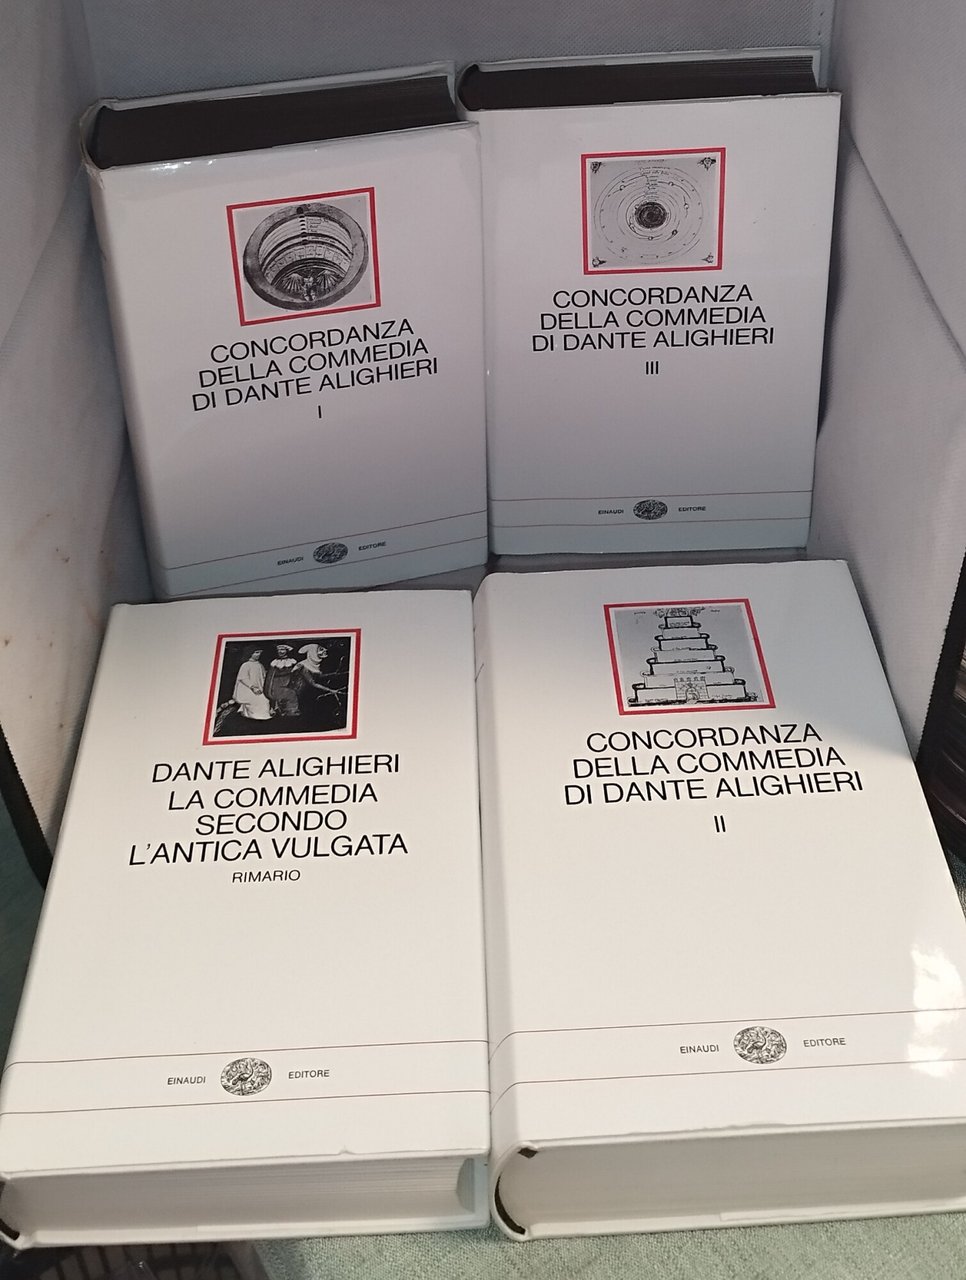 CONCORDANZA
DELLA COMMEDIA
DI DANTE ALIGHIERI
I
EINAUDI EDITORE
CONCORDANZA
DELLA COMMEDIA
DI DANTE ALIGHIERI
III
EINAUDI EDITORE
DANTE ALIGHIERI
LA COMMEDIA
SECONDO
L'ANTICA VULGATA
RIMARIO
EINAUDI EDITORE
CONCORDANZA
DELLA COMMEDIA
DI DANTE ALIGHIERI
II
EINAUDI EDITORE